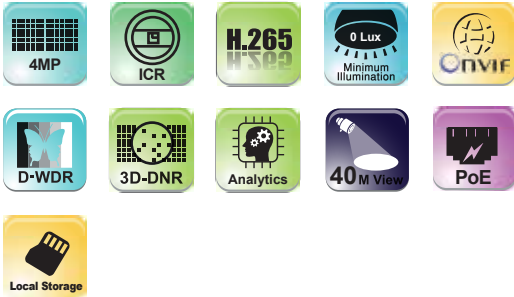 4MP
ICR
H.265
0 Lux
Minimum
Illumination
ONVIF
D-WDR
3D-DNR
Analytics
40M View
PoE
Local Storage